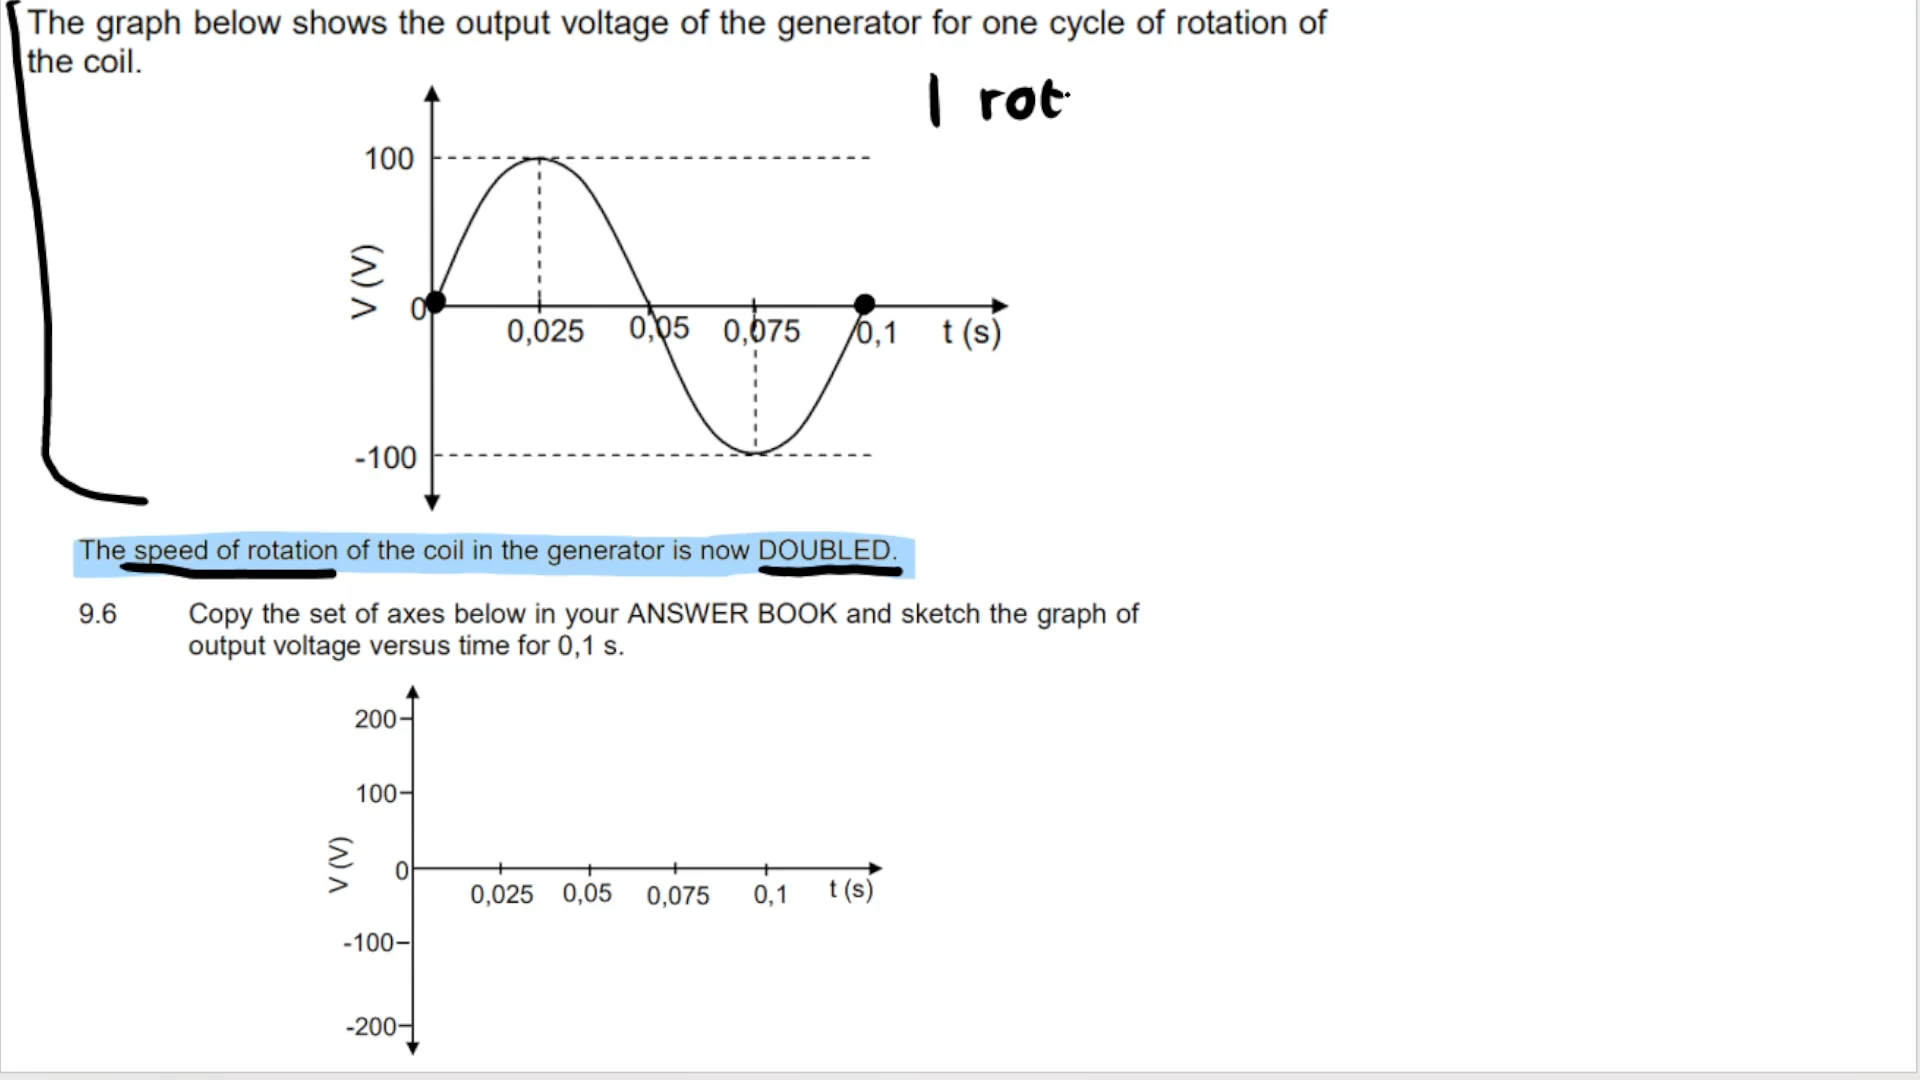 The graph below shows the output voltage of the generator for one cycle of rotation of
the coil.
1 rot
100
V (V)
0
0,025
0,05
0,075
0,1
t (s)
-100
The speed of rotation of the coil in the generator is now DOUBLED.
9.6 Copy the set of axes below in your ANSWER BOOK and sketch the graph of
output voltage versus time for 0,1 s.
200
100
V (V)
0
0,025
0,05
0,075
0,1
t (s)
-100
-200